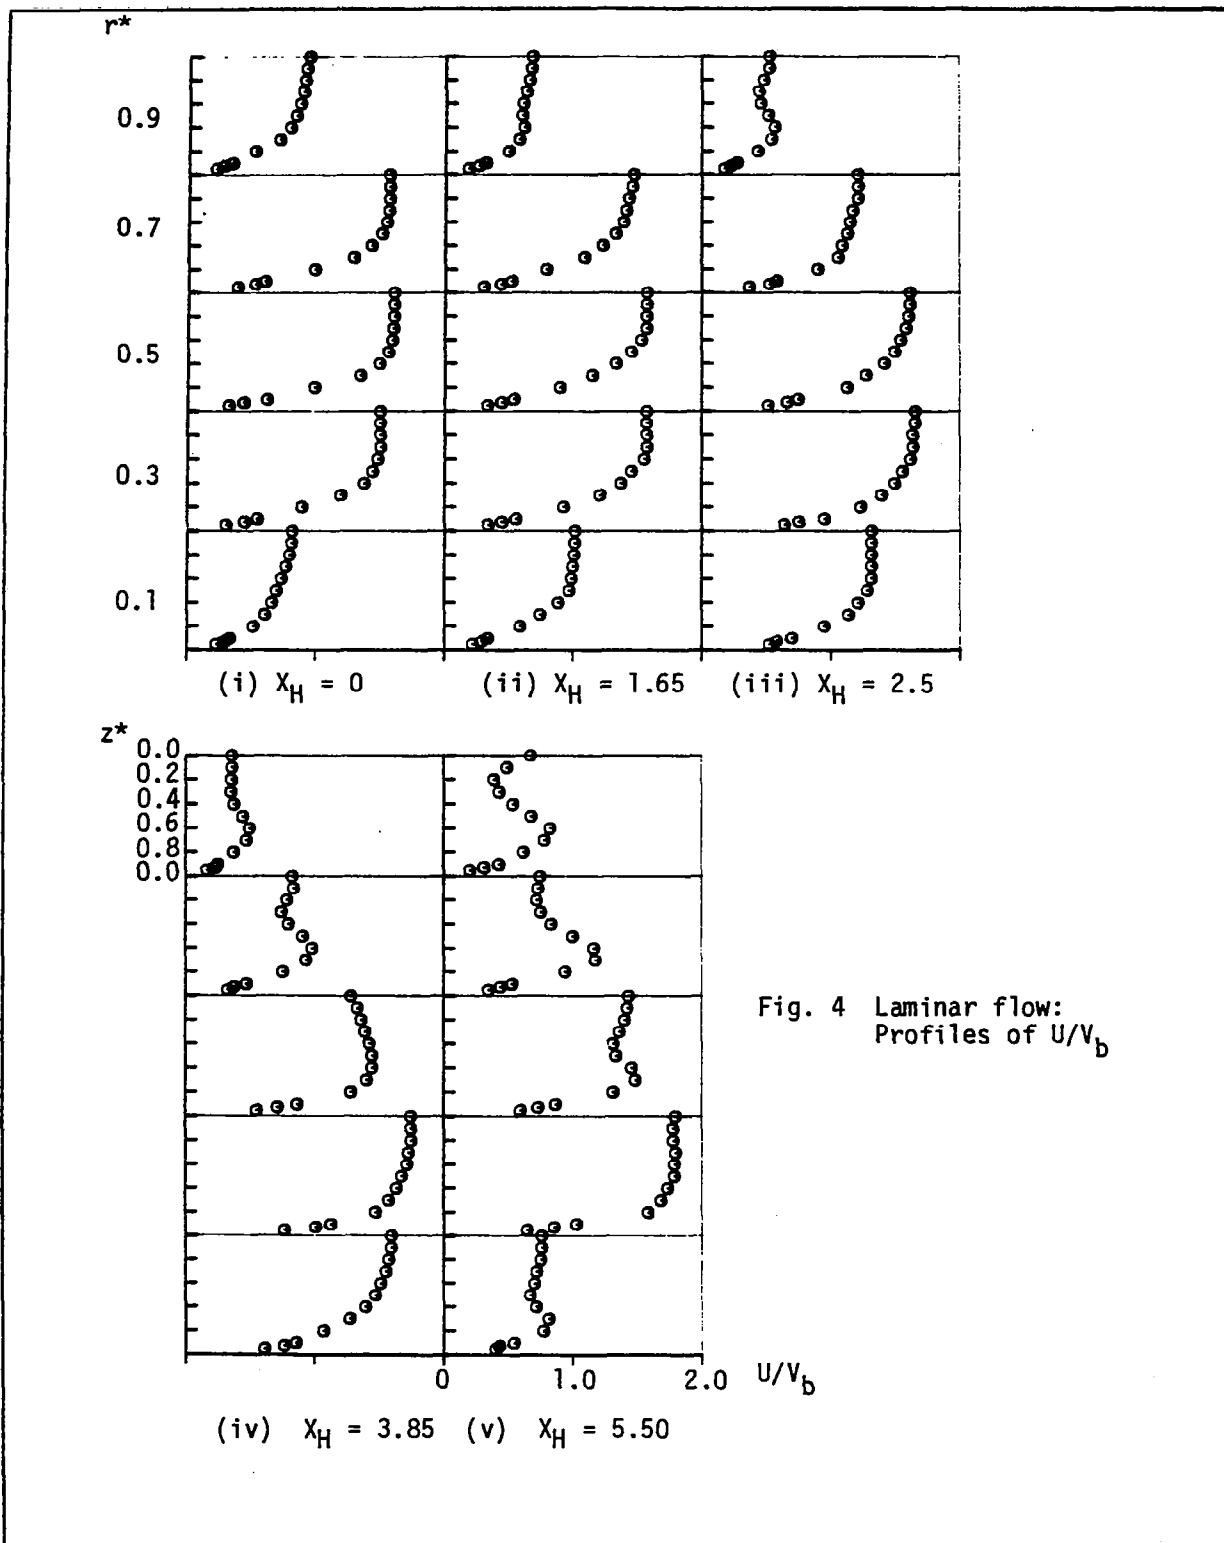 r*
0.9
0.7
0.5
0.3
0.1
(i) X_H = 0
(ii) X_H = 1.65
(iii) X_H = 2.5
z*
0.0
0.2
0.4
0.6
0.8
0.0
Fig. 4 Laminar flow:
Profiles of U/V_b
0 1.0 2.0 U/V_b
(iv) X_H = 3.85 (v) X_H = 5.50